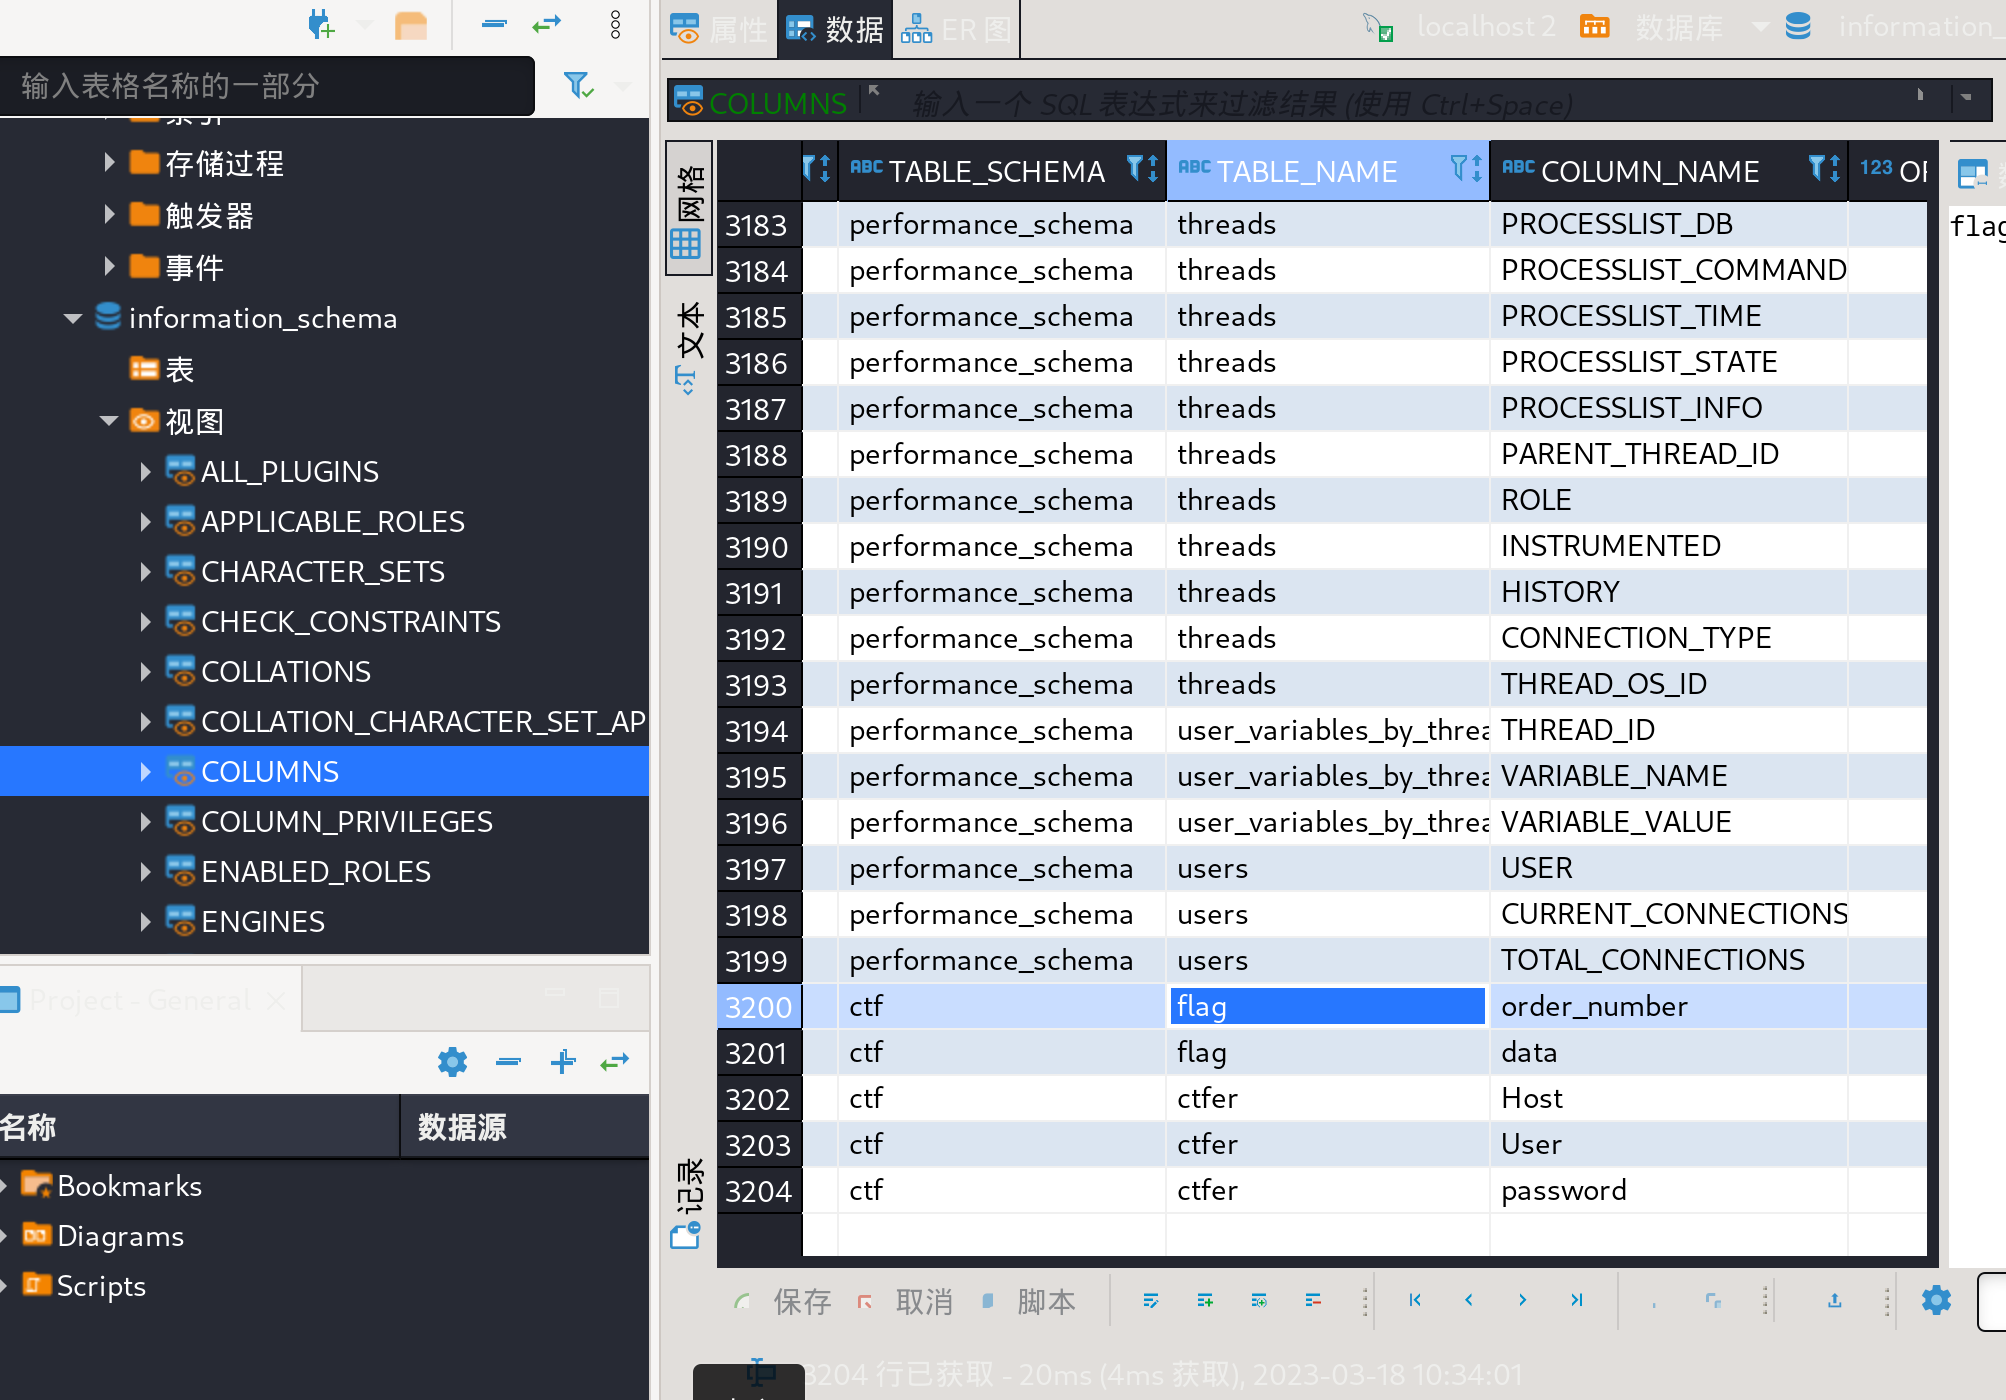 输入表格名称的一部分
索引
存储过程
触发器
事件
information_schema
表
视图
ALL_PLUGINS
APPLICABLE_ROLES
CHARACTER_SETS
CHECK_CONSTRAINTS
COLLATIONS
COLLATION_CHARACTER_SET_AP
COLUMNS
COLUMN_PRIVILEGES
ENABLED_ROLES
ENGINES
Project - General
名称 数据源
Bookmarks
Diagrams
Scripts
属性 数据 ER 图 localhost 2 数据库 information_
COLUMNS 输入一个 SQL 表达式来过滤结果 (使用 Ctrl+Space)
网格
文本
记录
ABC TABLE_SCHEMA ABC TABLE_NAME ABC COLUMN_NAME 123 OR
3183 performance_schema threads PROCESSLIST_DB
3184 performance_schema threads PROCESSLIST_COMMAND
3185 performance_schema threads PROCESSLIST_TIME
3186 performance_schema threads PROCESSLIST_STATE
3187 performance_schema threads PROCESSLIST_INFO
3188 performance_schema threads PARENT_THREAD_ID
3189 performance_schema threads ROLE
3190 performance_schema threads INSTRUMENTED
3191 performance_schema threads HISTORY
3192 performance_schema threads CONNECTION_TYPE
3193 performance_schema threads THREAD_OS_ID
3194 performance_schema user_variables_by_threa THREAD_ID
3195 performance_schema user_variables_by_threa VARIABLE_NAME
3196 performance_schema user_variables_by_threa VARIABLE_VALUE
3197 performance_schema users USER
3198 performance_schema users CURRENT_CONNECTIONS
3199 performance_schema users TOTAL_CONNECTIONS
3200 ctf flag order_number
3201 ctf flag data
3202 ctf ctfer Host
3203 ctf ctfer User
3204 ctf ctfer password
flag
保存 取消 脚本
3204 行已获取 - 20ms (4ms 获取), 2023-03-18 10:34:01